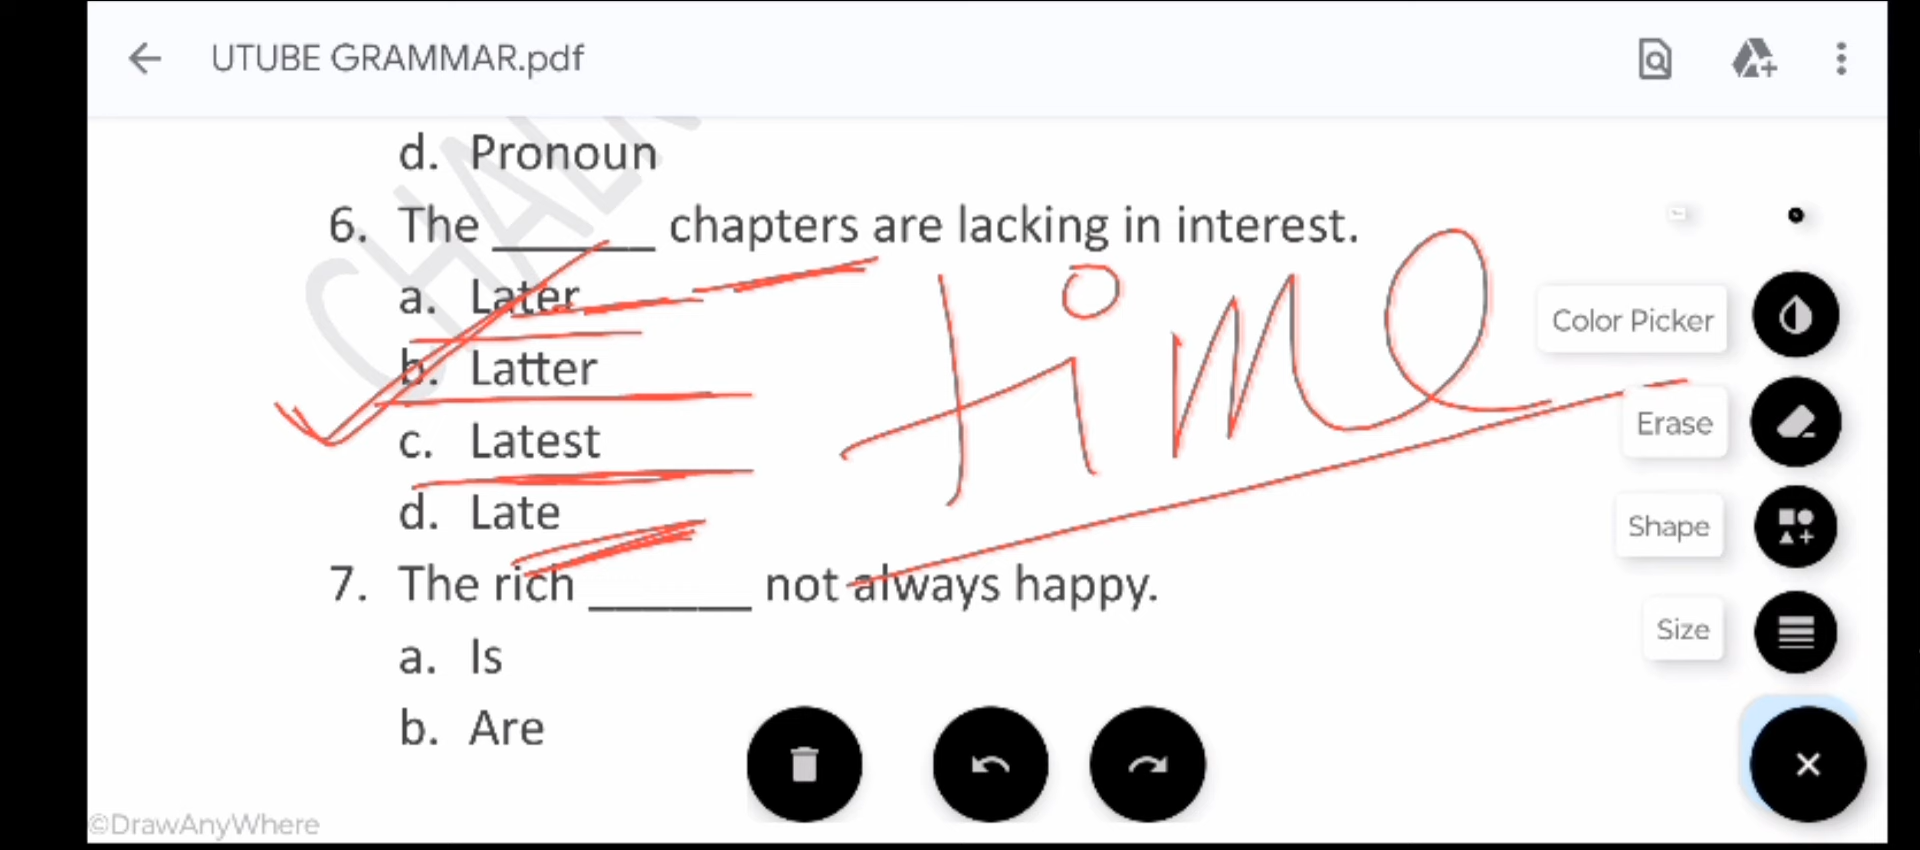 UTUBE GRAMMAR.pdf
d. Pronoun
6. The ______ chapters are lacking in interest.
a. Later
b. Latter
c. Latest
d. Late
time
7. The rich ______ not always happy.
a. Is
b. Are
Color Picker
Erase
Shape
Size
©DrawAnyWhere